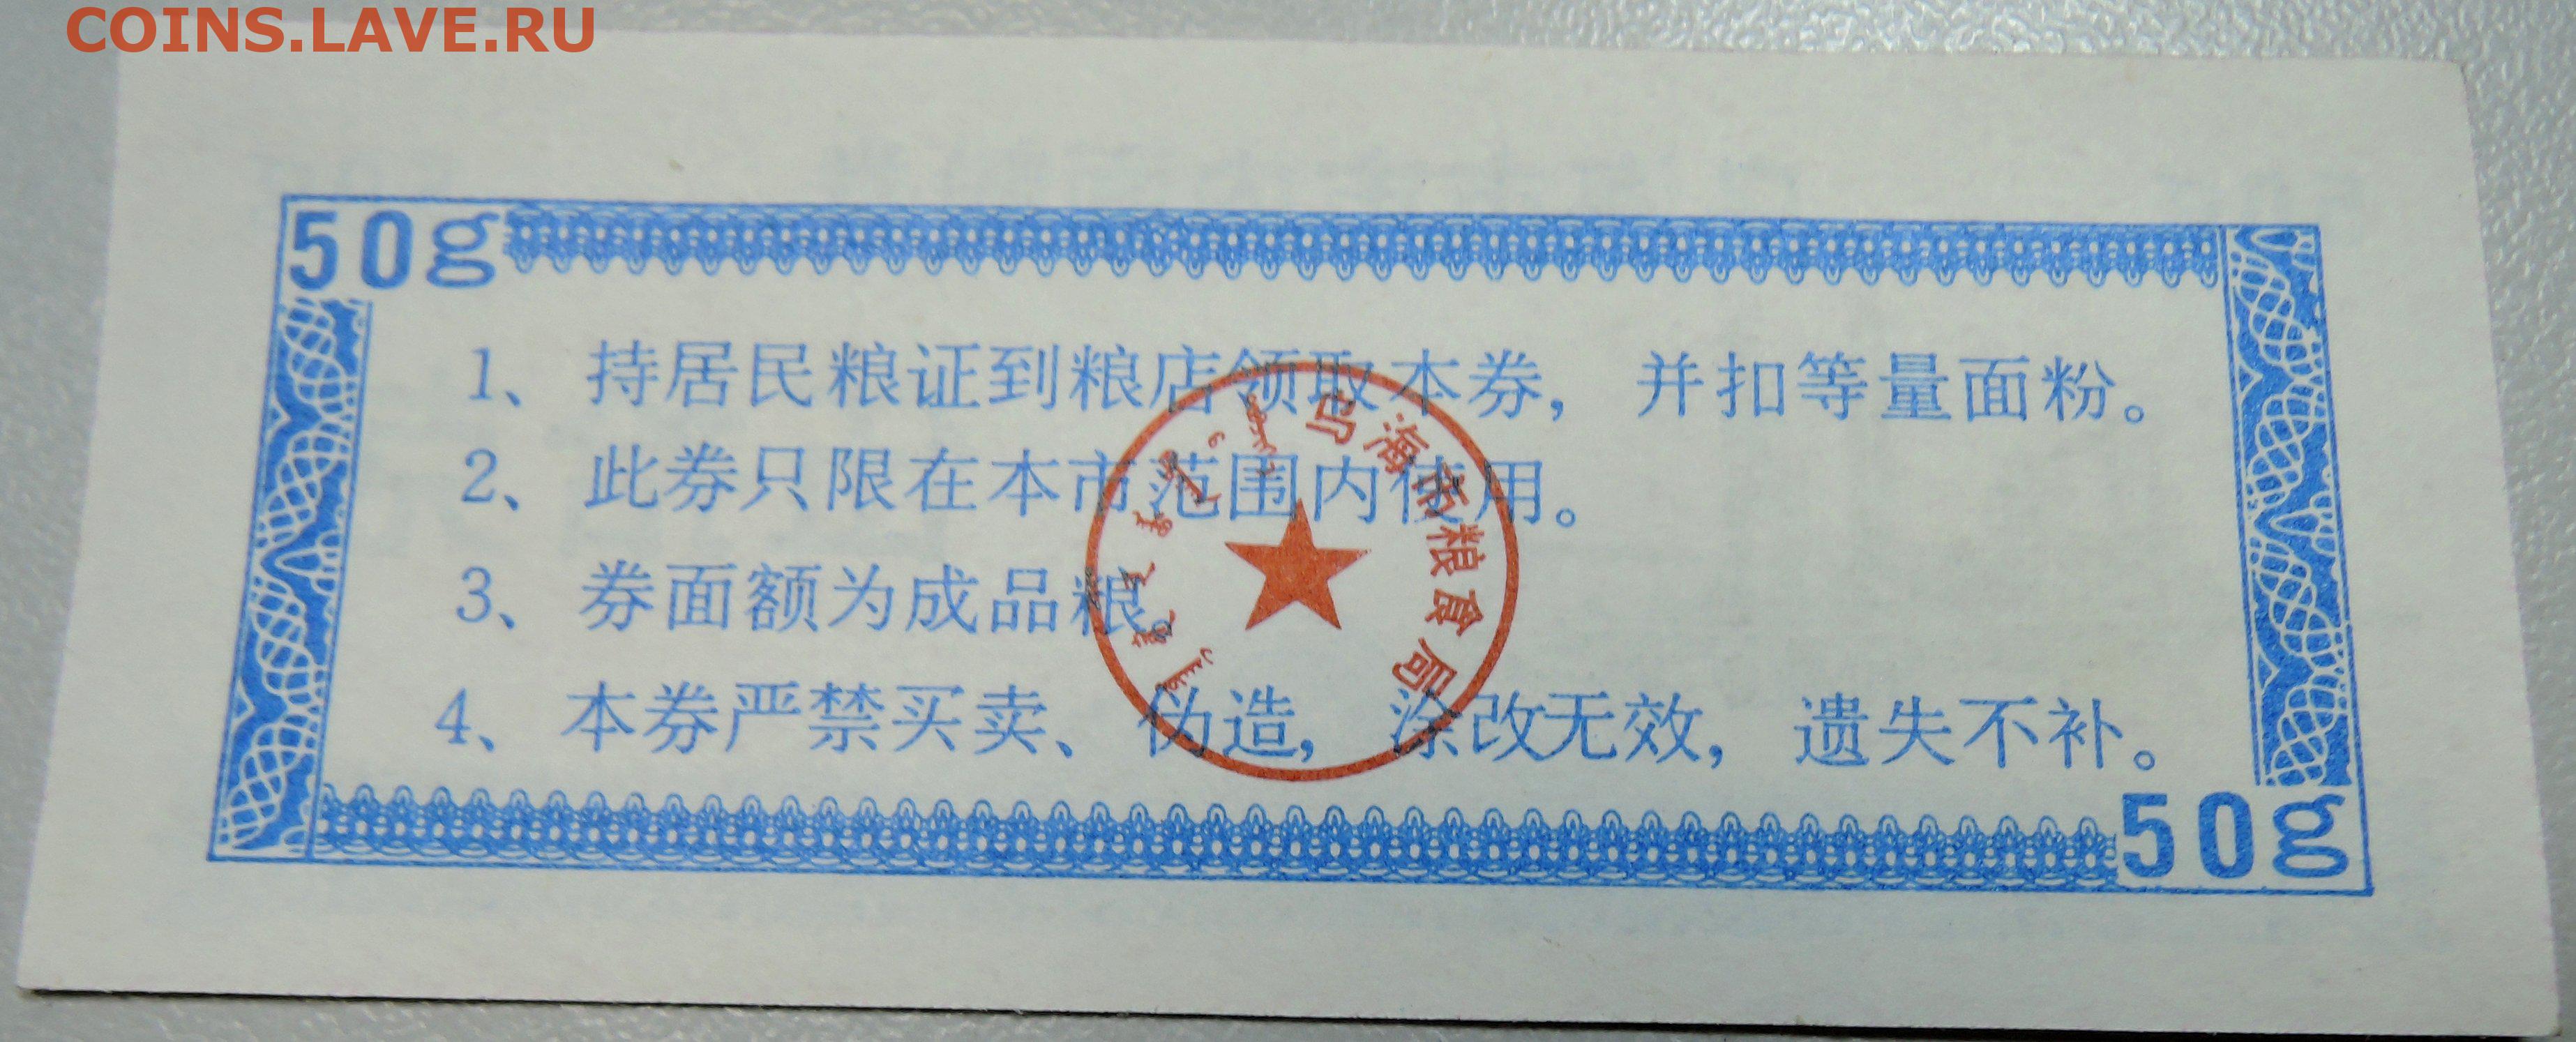 COINS.LAVE.RU
50g
1、持居民粮证到粮店领取本券，并扣等量面粉。
2、此券只限在本市范围内使用。
3、券面额为成品粮。
4、本券严禁买卖、伪造，涂改无效，遗失不补。
乌海市粮食局
50g